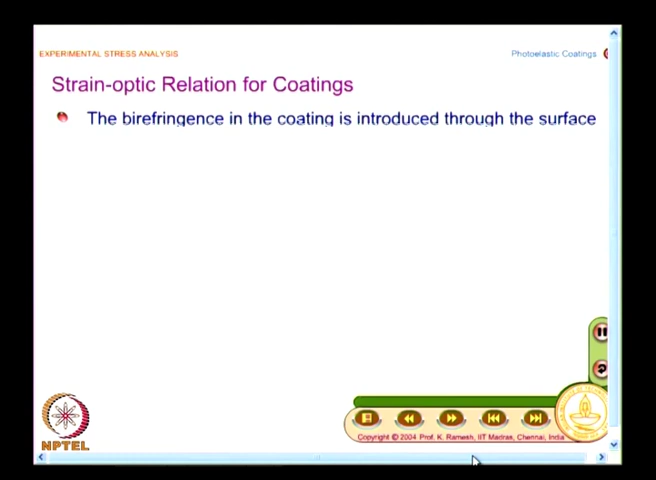 EXPERIMENTAL STRESS ANALYSIS
Photoelastic Coatings
Strain-optic Relation for Coatings
The birefringence in the coating is introduced through the surface
NPTEL
Copyright © 2004 Prof. K. Ramesh, IIT Madras, Chennai, India